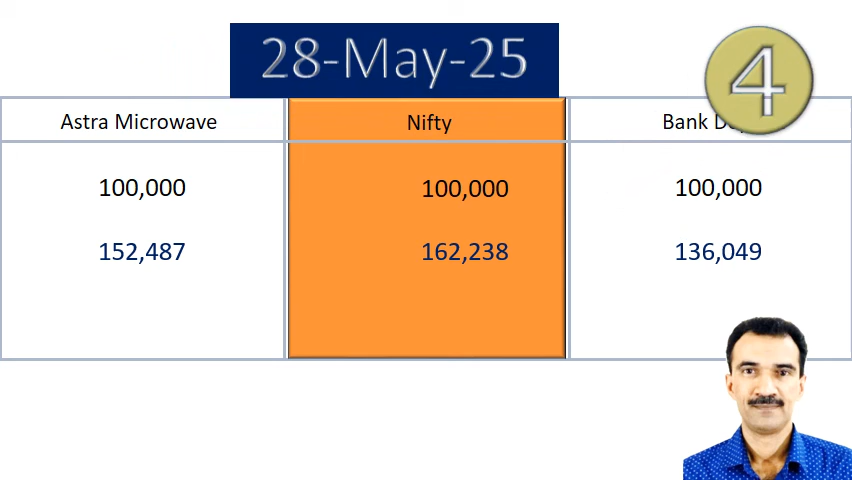 28-May-25
4
Astra Microwave Nifty Bank
100,000 100,000 100,000
152,487 162,238 136,049